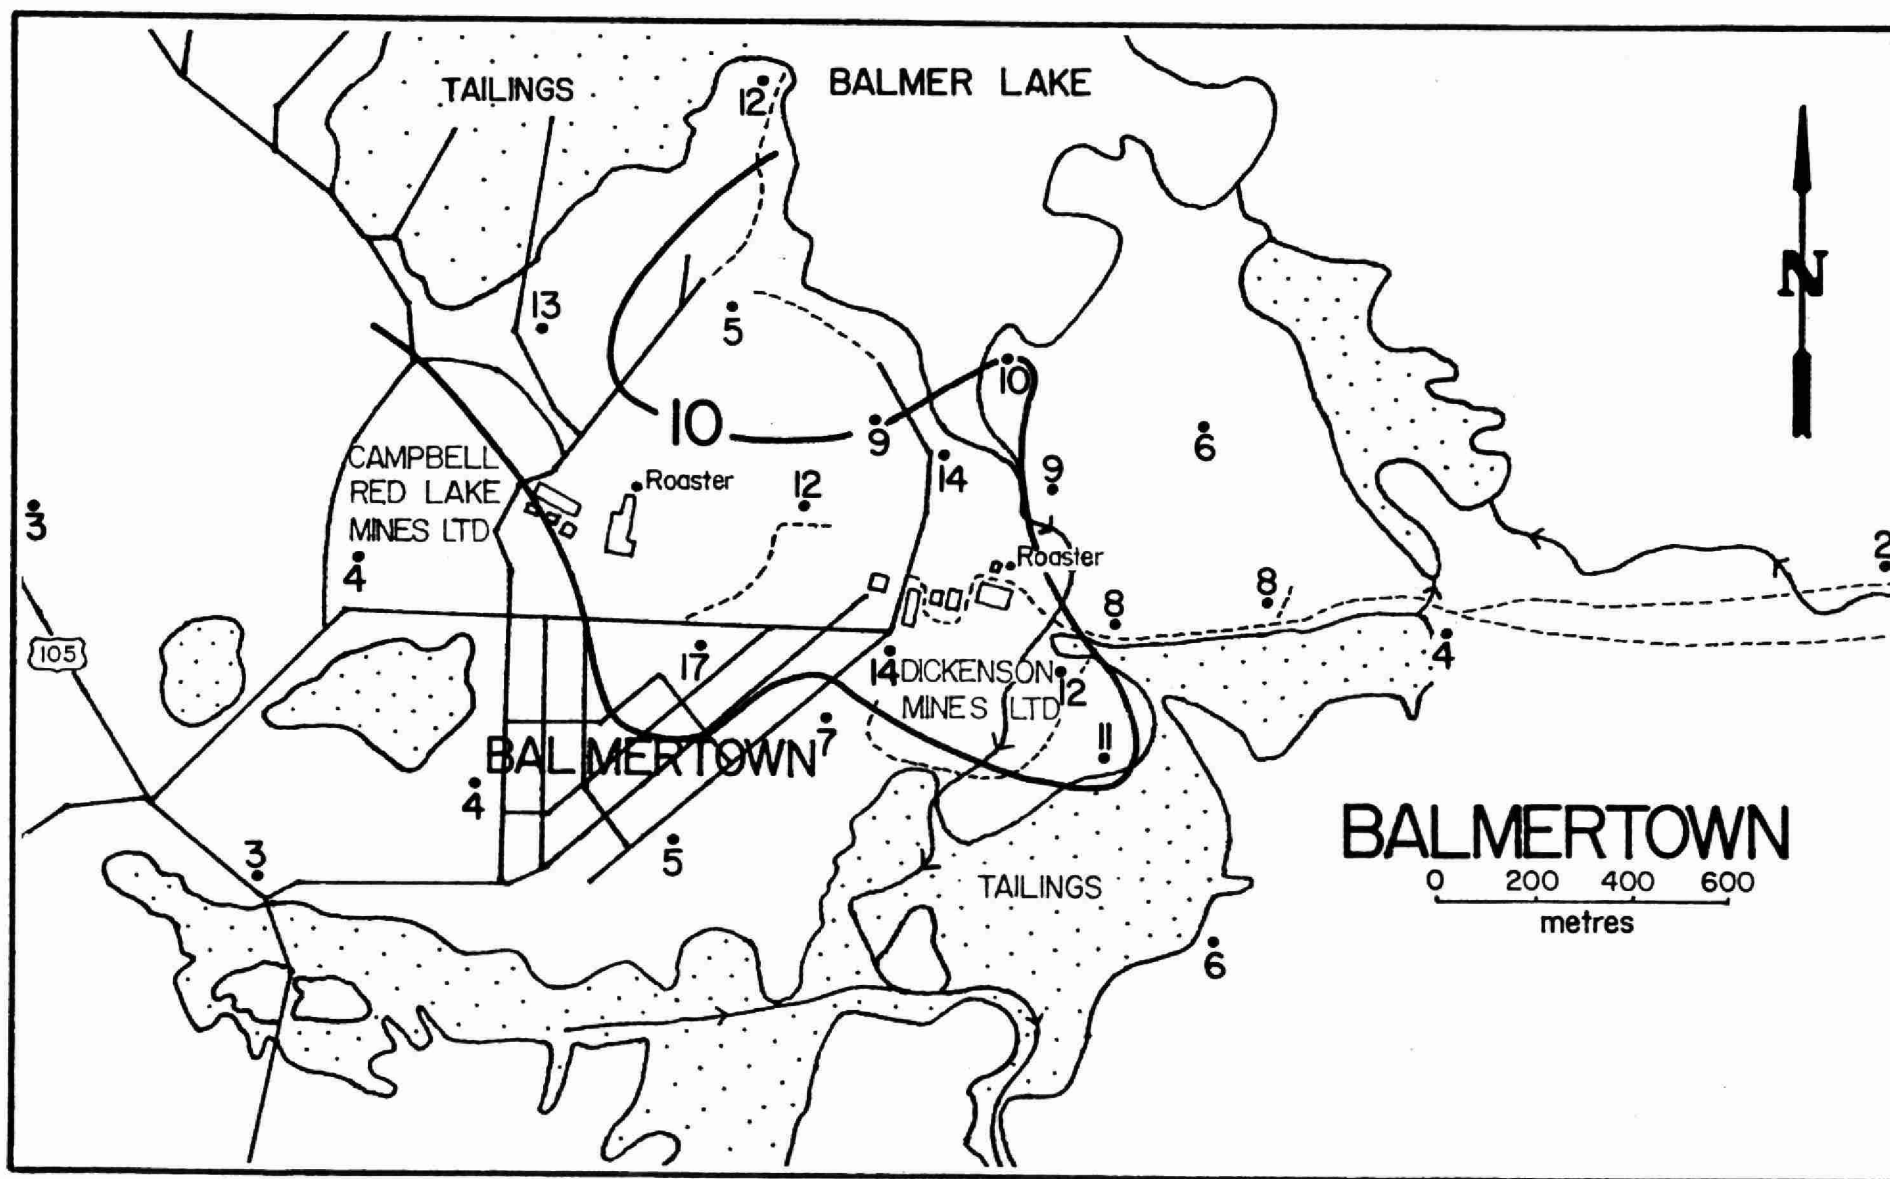 TAILINGS
12
BALMER LAKE
N
13
5
10
10
9
6
CAMPBELL
RED LAKE
MINES LTD
Roaster
12
14
9
3
4
Roaster
2
8
8
105
17
14
DICKENSON
MINES LTD
12
4
BALMERTOWN
7
11
4
BALMERTOWN
0 200 400 600
metres
3
5
TAILINGS
6